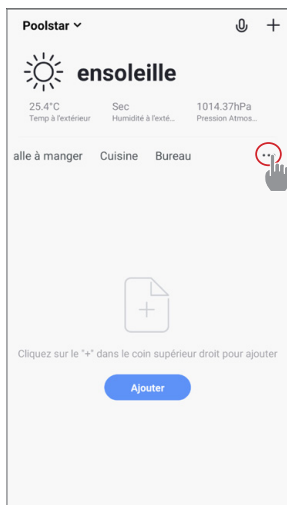 Poolstar
ensoleille
25.4°C Sec 1014.37hPa
Temp à l'extérieur Humidité à l'exté... Pression Atmos...
alle à manger Cuisine Bureau ...
Cliquez sur le "+" dans le coin supérieur droit pour ajouter
Ajouter